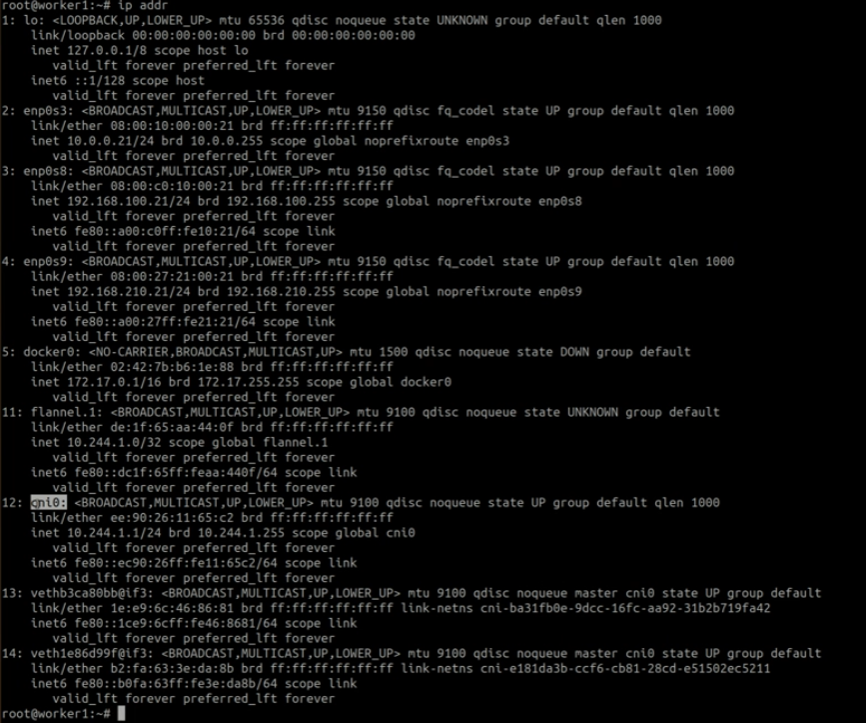 root@worker1:~# ip addr
1: lo: <LOOPBACK,UP,LOWER_UP> mtu 65536 qdisc noqueue state UNKNOWN group default qlen 1000
link/loopback 00:00:00:00:00:00 brd 00:00:00:00:00:00
inet 127.0.0.1/8 scope host lo
valid_lft forever preferred_lft forever
inet6 ::1/128 scope host
valid_lft forever preferred_lft forever
2: enp0s3: <BROADCAST,MULTICAST,UP,LOWER_UP> mtu 9150 qdisc fq_codel state UP group default qlen 1000
link/ether 08:00:10:00:00:21 brd ff:ff:ff:ff:ff:ff
inet 10.0.0.21/24 brd 10.0.0.255 scope global noprefixroute enp0s3
valid_lft forever preferred_lft forever
3: enp0s8: <BROADCAST,MULTICAST,UP,LOWER_UP> mtu 9150 qdisc fq_codel state UP group default qlen 1000
link/ether 08:00:c0:10:00:21 brd ff:ff:ff:ff:ff:ff
inet 192.168.100.21/24 brd 192.168.100.255 scope global noprefixroute enp0s8
valid_lft forever preferred_lft forever
inet6 fe80::a00:c0ff:fe10:21/64 scope link
valid_lft forever preferred_lft forever
4: enp0s9: <BROADCAST,MULTICAST,UP,LOWER_UP> mtu 9150 qdisc fq_codel state UP group default qlen 1000
link/ether 08:00:27:21:00:21 brd ff:ff:ff:ff:ff:ff
inet 192.168.210.21/24 brd 192.168.210.255 scope global noprefixroute enp0s9
valid_lft forever preferred_lft forever
inet6 fe80::a00:27ff:fe21:21/64 scope link
valid_lft forever preferred_lft forever
5: docker0: <NO-CARRIER,BROADCAST,MULTICAST,UP> mtu 1500 qdisc noqueue state DOWN group default
link/ether 02:42:7b:b6:1e:88 brd ff:ff:ff:ff:ff:ff
inet 172.17.0.1/16 brd 172.17.255.255 scope global docker0
valid_lft forever preferred_lft forever
11: flannel.1: <BROADCAST,MULTICAST,UP,LOWER_UP> mtu 9100 qdisc noqueue state UNKNOWN group default
link/ether de:1f:65:aa:44:0f brd ff:ff:ff:ff:ff:ff
inet 10.244.1.0/32 scope global flannel.1
valid_lft forever preferred_lft forever
inet6 fe80::dc1f:65ff:feaa:440f/64 scope link
valid_lft forever preferred_lft forever
12: cni0: <BROADCAST,MULTICAST,UP,LOWER_UP> mtu 9100 qdisc noqueue state UP group default qlen 1000
link/ether ee:90:26:11:65:c2 brd ff:ff:ff:ff:ff:ff
inet 10.244.1.1/24 brd 10.244.1.255 scope global cni0
valid_lft forever preferred_lft forever
inet6 fe80::ec90:26ff:fe11:65c2/64 scope link
valid_lft forever preferred_lft forever
13: vethb3ca80bb@if3: <BROADCAST,MULTICAST,UP,LOWER_UP> mtu 9100 qdisc noqueue master cni0 state UP group default
link/ether 1e:e9:6c:46:86:81 brd ff:ff:ff:ff:ff:ff link-netns cni-ba31fb0e-9dcc-16fc-aa92-31b2b719fa42
inet6 fe80::1ce9:6cff:fe46:8681/64 scope link
valid_lft forever preferred_lft forever
14: veth1e86d99f@if3: <BROADCAST,MULTICAST,UP,LOWER_UP> mtu 9100 qdisc noqueue master cni0 state UP group default
link/ether b2:fa:63:3e:da:8b brd ff:ff:ff:ff:ff:ff link-netns cni-e181da3b-ccf6-cb81-28cd-e51502ec5211
inet6 fe80::b0fa:63ff:fe3e:da8b/64 scope link
valid_lft forever preferred_lft forever
root@worker1:~#